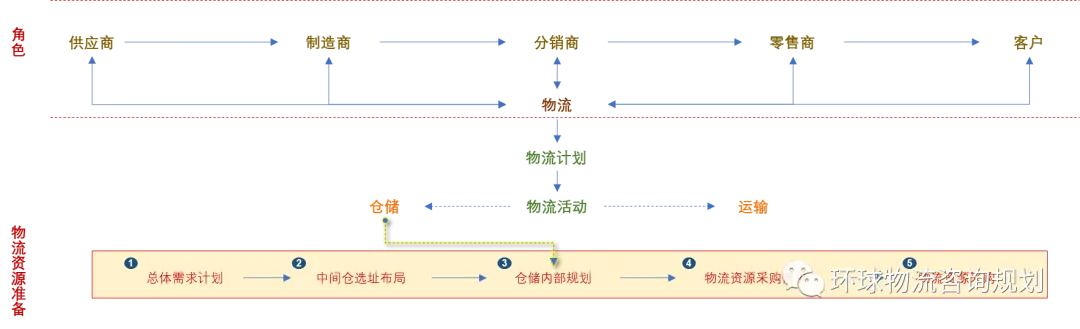 角色
供应商
制造商
分销商
零售商
客户
物流
物流计划
仓储
物流活动
运输
物流资源准备
1
总体需求计划
2
中间仓选址布局
3
仓储内部规划
4
物流资源采购
5
环球物流咨询规划